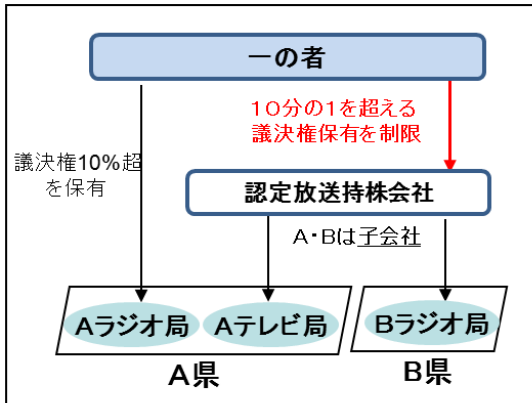 一の者
10分の1を超える
議決権保有を制限
議決権10%超
を保有
認定放送持株会社
A・Bは子会社
Aラジオ局
Aテレビ局
Bラジオ局
A県
B県